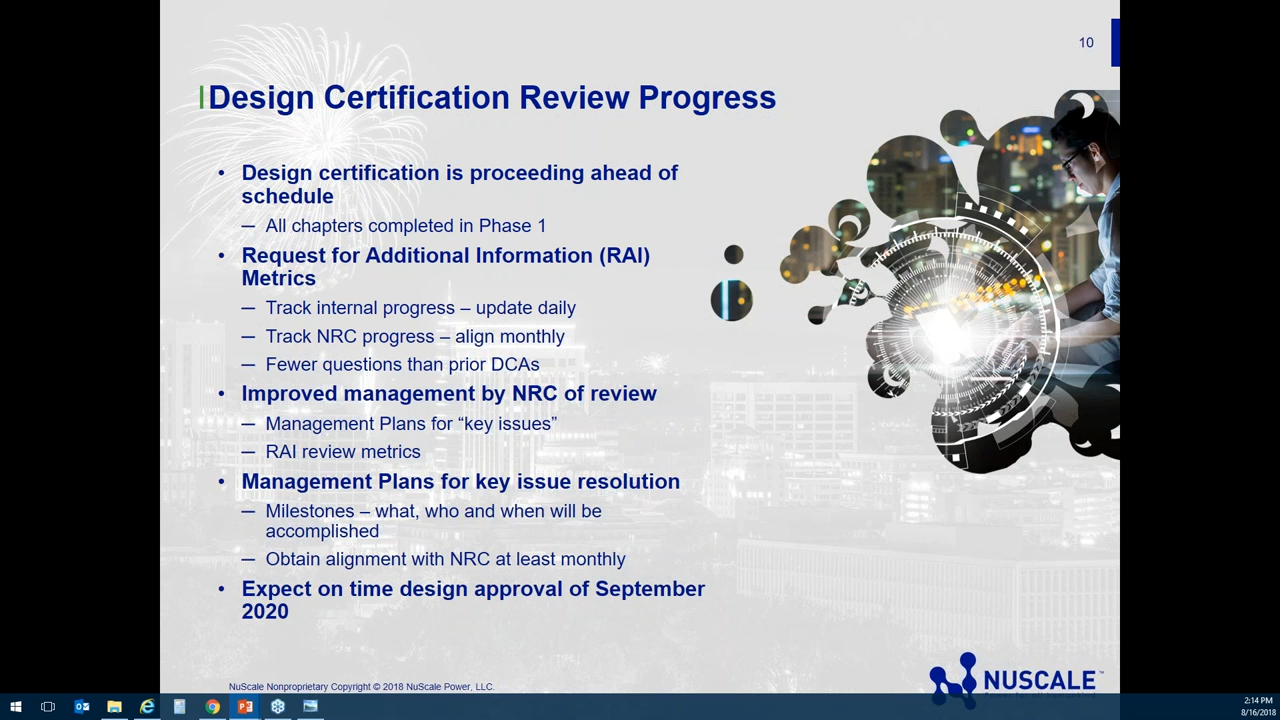 10
Design Certification Review Progress
• Design certification is proceeding ahead of
schedule
– All chapters completed in Phase 1
• Request for Additional Information (RAI)
Metrics
– Track internal progress – update daily
– Track NRC progress – align monthly
– Fewer questions than prior DCAs
• Improved management by NRC of review
– Management Plans for “key issues”
– RAI review metrics
• Management Plans for key issue resolution
– Milestones – what, who and when will be
accomplished
– Obtain alignment with NRC at least monthly
• Expect on time design approval of September
2020
NuScale Nonproprietary Copyright © 2018 NuScale Power, LLC.
NUSCALE™
2:14 PM
8/16/2018